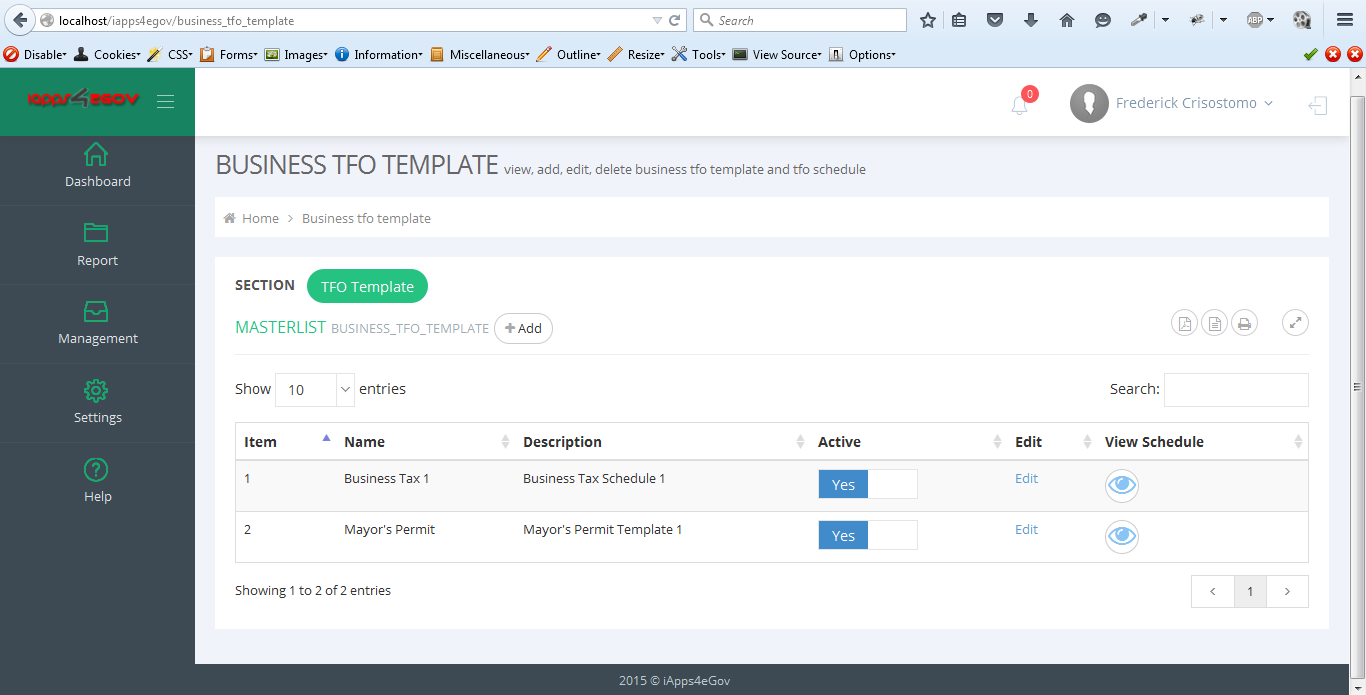 localhost/iapps4egov/business_tfo_template
Search
ABP
Disable Cookies CSS Forms Images Information Miscellaneous Outline Resize Tools View Source Options
iapps4EGOV
0
Frederick Crisostomo
Dashboard
Report
Management
Settings
Help
BUSINESS TFO TEMPLATE view, add, edit, delete business tfo template and tfo schedule
Home > Business tfo template
SECTION TFO Template
MASTERLIST BUSINESS_TFO_TEMPLATE + Add
Show 10 entries
Search:
Item Name Description Active Edit View Schedule
1 Business Tax 1 Business Tax Schedule 1 Yes Edit
2 Mayor's Permit Mayor's Permit Template 1 Yes Edit
Showing 1 to 2 of 2 entries
< 1 >
2015 © iApps4eGov